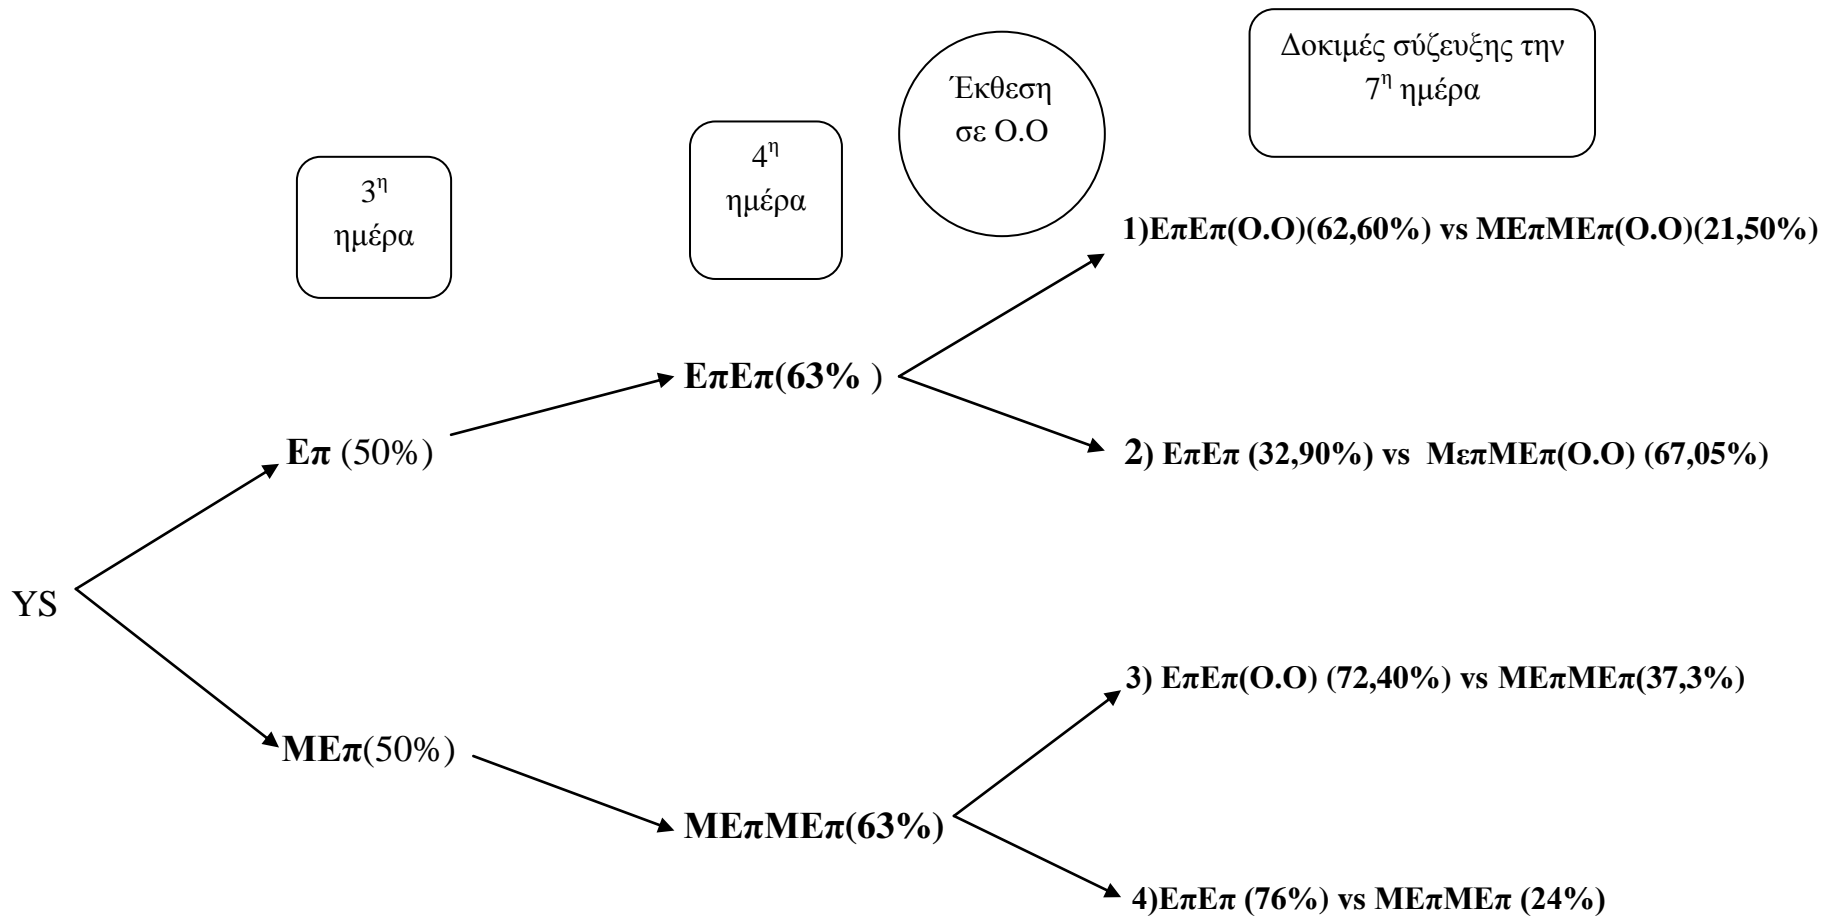 Δοκιμές σύζευξης την
7η ημέρα
Έκθεση
σε Ο.Ο
4η
ημέρα
3η
ημέρα
1)ΕπΕπ(Ο.Ο)(62,60%) vs ΜΕπΜΕπ(Ο.Ο)(21,50%)
ΕπΕπ(63% )
Επ (50%)
2) ΕπΕπ (32,90%) vs ΜεπΜΕπ(Ο.Ο) (67,05%)
YS
3) ΕπΕπ(Ο.Ο) (72,40%) vs ΜΕπΜΕπ(37,3%)
ΜΕπ(50%)
ΜΕπΜΕπ(63%)
4)ΕπΕπ (76%) vs ΜΕπΜΕπ (24%)